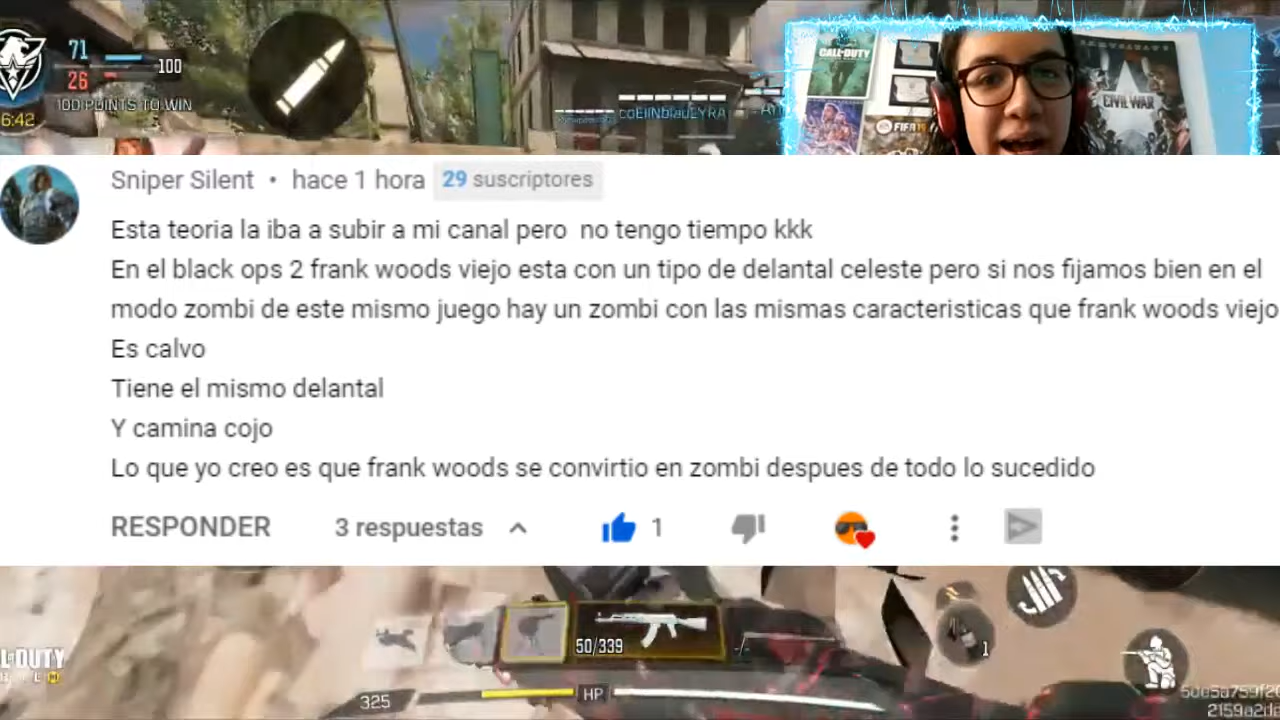 71
100
26
100 POINTS TO WIN
6:42
CALL·DUTY
CIVIL WAR
FIFA
Sniper Silent • hace 1 hora 29 suscriptores
Esta teoria la iba a subir a mi canal pero no tengo tiempo kkk
En el black ops 2 frank woods viejo esta con un tipo de delantal celeste pero si nos fijamos bien en el
modo zombi de este mismo juego hay un zombi con las mismas caracteristicas que frank woods viejo
Es calvo
Tiene el mismo delantal
Y camina cojo
Lo que yo creo es que frank woods se convirtio en zombi despues de todo lo sucedido
RESPONDER 3 respuestas 1
50/339
1
L·DUTY
325 HP